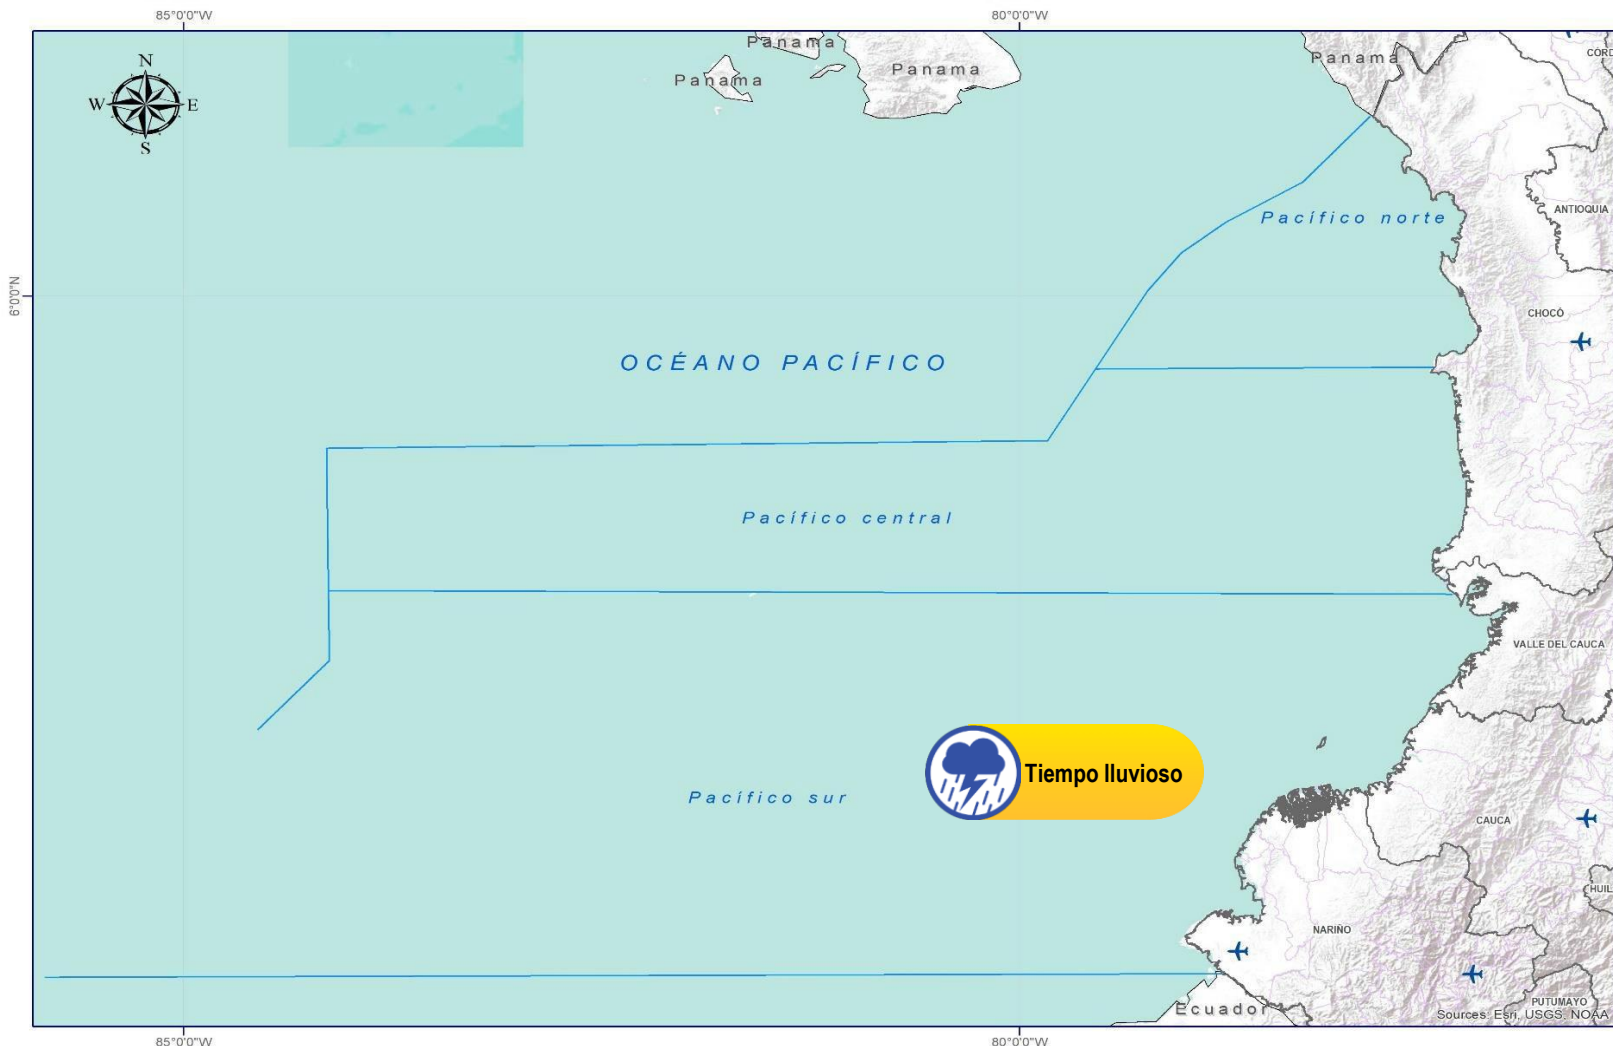 85°0'0"W
80°0'0"W
N
W
E
S
Panama
Panama
Panama
Panama
CÓRD
ANTIOQUIA
Pacífico norte
6°0'0"N
CHOCÓ
OCÉANO PACÍFICO
Pacífico central
VALLE DEL CAUCA
Tiempo lluvioso
Pacífico sur
CAUCA
HUIL
NARIÑO
PUTUMAYO
Ecuador
Sources: Esri, USGS, NOAA
85°0'0"W
80°0'0"W